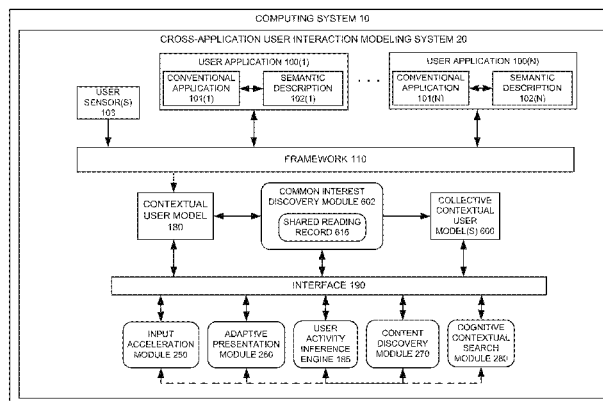 COMPUTING SYSTEM 10
CROSS-APPLICATION USER INTERACTION MODELING SYSTEM 20
USER APPLICATION 100(1)
CONVENTIONAL
APPLICATION
101(1)
SEMANTIC
DESCRIPTION
102(1)
. . .
USER APPLICATION 100(N)
CONVENTIONAL
APPLICATION
101(N)
SEMANTIC
DESCRIPTION
102(N)
USER
SENSOR(S)
103
FRAMEWORK 110
CONTEXTUAL
USER MODEL
180
COMMON INTEREST
DISCOVERY MODULE 602
SHARED READING
RECORD 616
COLLECTIVE
CONTEXTUAL
USER
MODEL(S) 600
INTERFACE 190
INPUT
ACCELERATION
MODULE 250
ADAPTIVE
PRESENTATION
MODULE 260
USER
ACTIVITY
INFERENCE
ENGINE 185
CONTENT
DISCOVERY
MODULE 270
COGNITIVE
CONTEXTUAL
SEARCH
MODULE 280